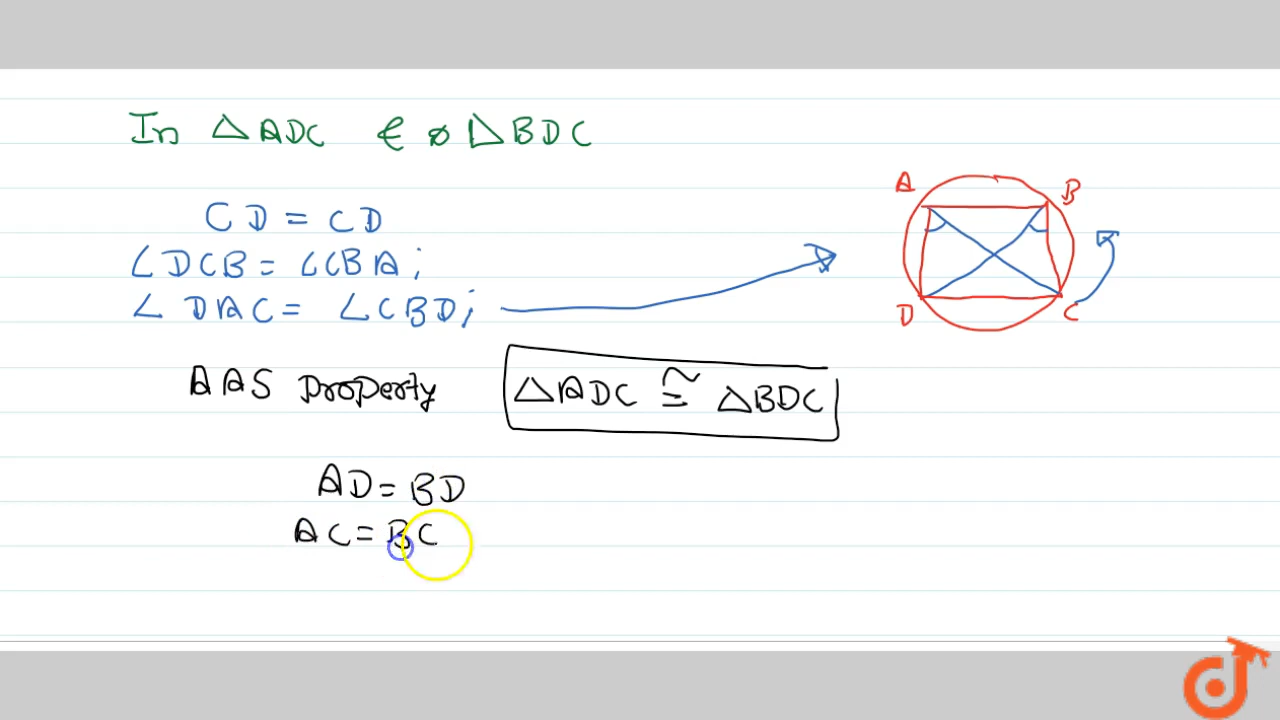 In △ADC & △BDC
CD = CD
∠DCB = ∠CBA;
∠DAC = ∠CBD;
AAS Property △ADC ≅ △BDC
AD = BD
AC = BC
A
B
D
C